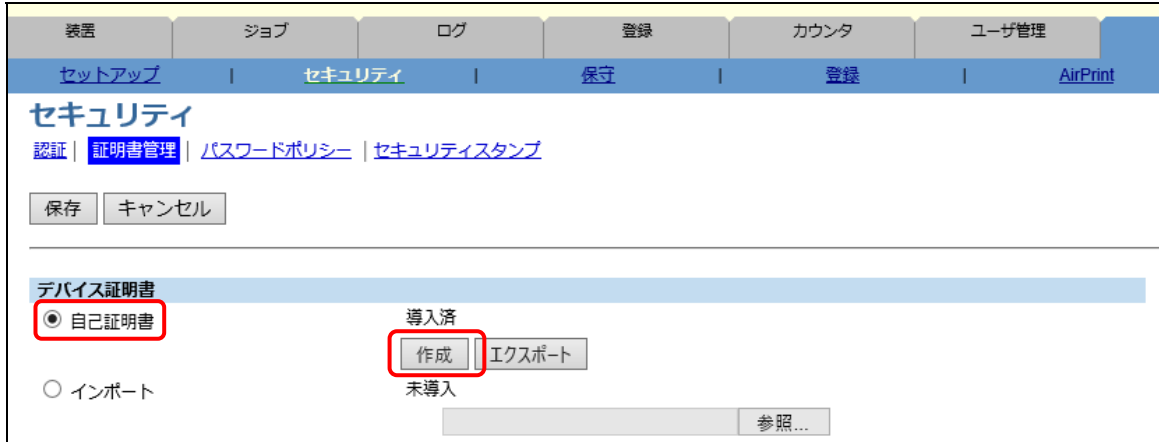 装置 ジョブ ログ 登録 カウンタ ユーザ管理
セットアップ | セキュリティ | 保守 | 登録 | AirPrint
セキュリティ
認証 | 証明書管理 | パスワードポリシー | セキュリティスタンプ
保存 キャンセル
デバイス証明書
自己証明書 導入済
作成 エクスポート
インポート 未導入
参照...